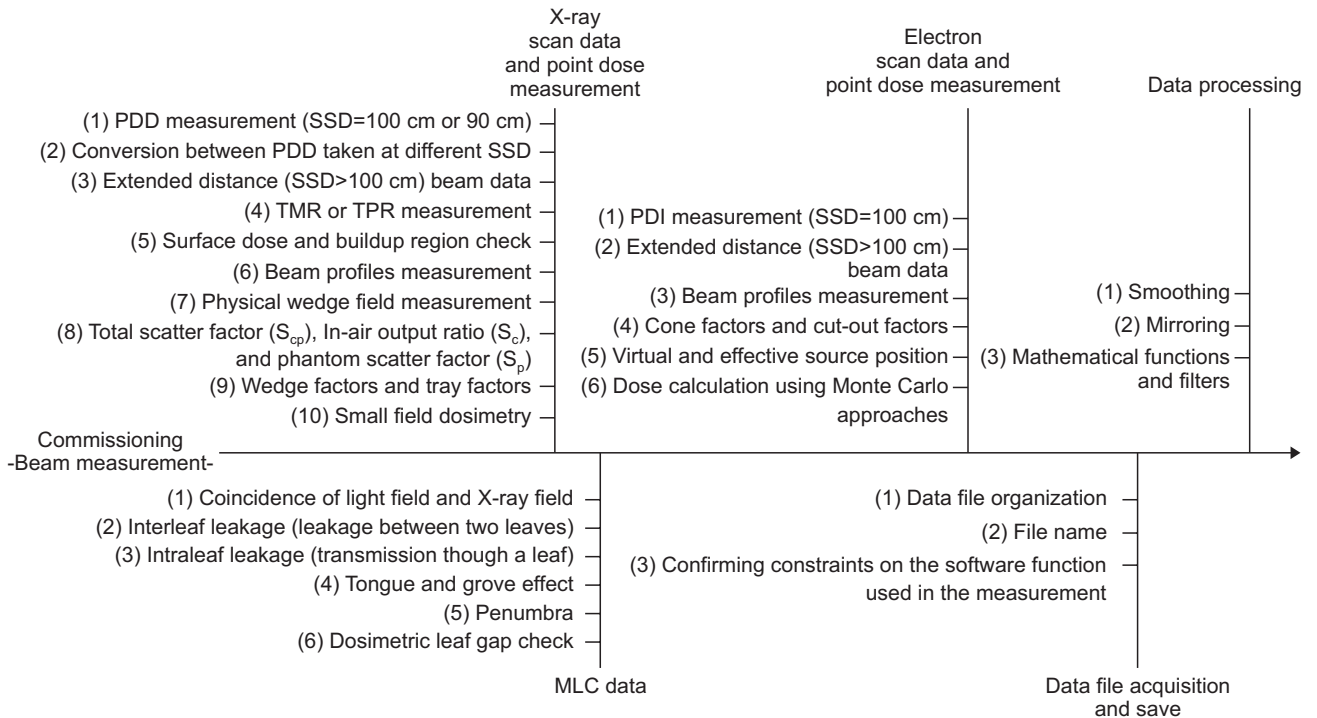 X-ray
scan data
and point dose
measurement
(1) PDD measurement (SSD=100 cm or 90 cm)
(2) Conversion between PDD taken at different SSD
(3) Extended distance (SSD>100 cm) beam data
(4) TMR or TPR measurement
(5) Surface dose and buildup region check
(6) Beam profiles measurement
(7) Physical wedge field measurement
(8) Total scatter factor (Scp), In-air output ratio (Sc),
and phantom scatter factor (Sp)
(9) Wedge factors and tray factors
(10) Small field dosimetry
Electron
scan data and
point dose measurement
(1) PDI measurement (SSD=100 cm)
(2) Extended distance (SSD>100 cm)
beam data
(3) Beam profiles measurement
(4) Cone factors and cut-out factors
(5) Virtual and effective source position
(6) Dose calculation using Monte Carlo
approaches
Data processing
(1) Smoothing
(2) Mirroring
(3) Mathematical functions
and filters
Commissioning
-Beam measurement-
(1) Coincidence of light field and X-ray field
(2) Interleaf leakage (leakage between two leaves)
(3) Intraleaf leakage (transmission though a leaf)
(4) Tongue and grove effect
(5) Penumbra
(6) Dosimetric leaf gap check
MLC data
(1) Data file organization
(2) File name
(3) Confirming constraints on the software function
used in the measurement
Data file acquisition
and save